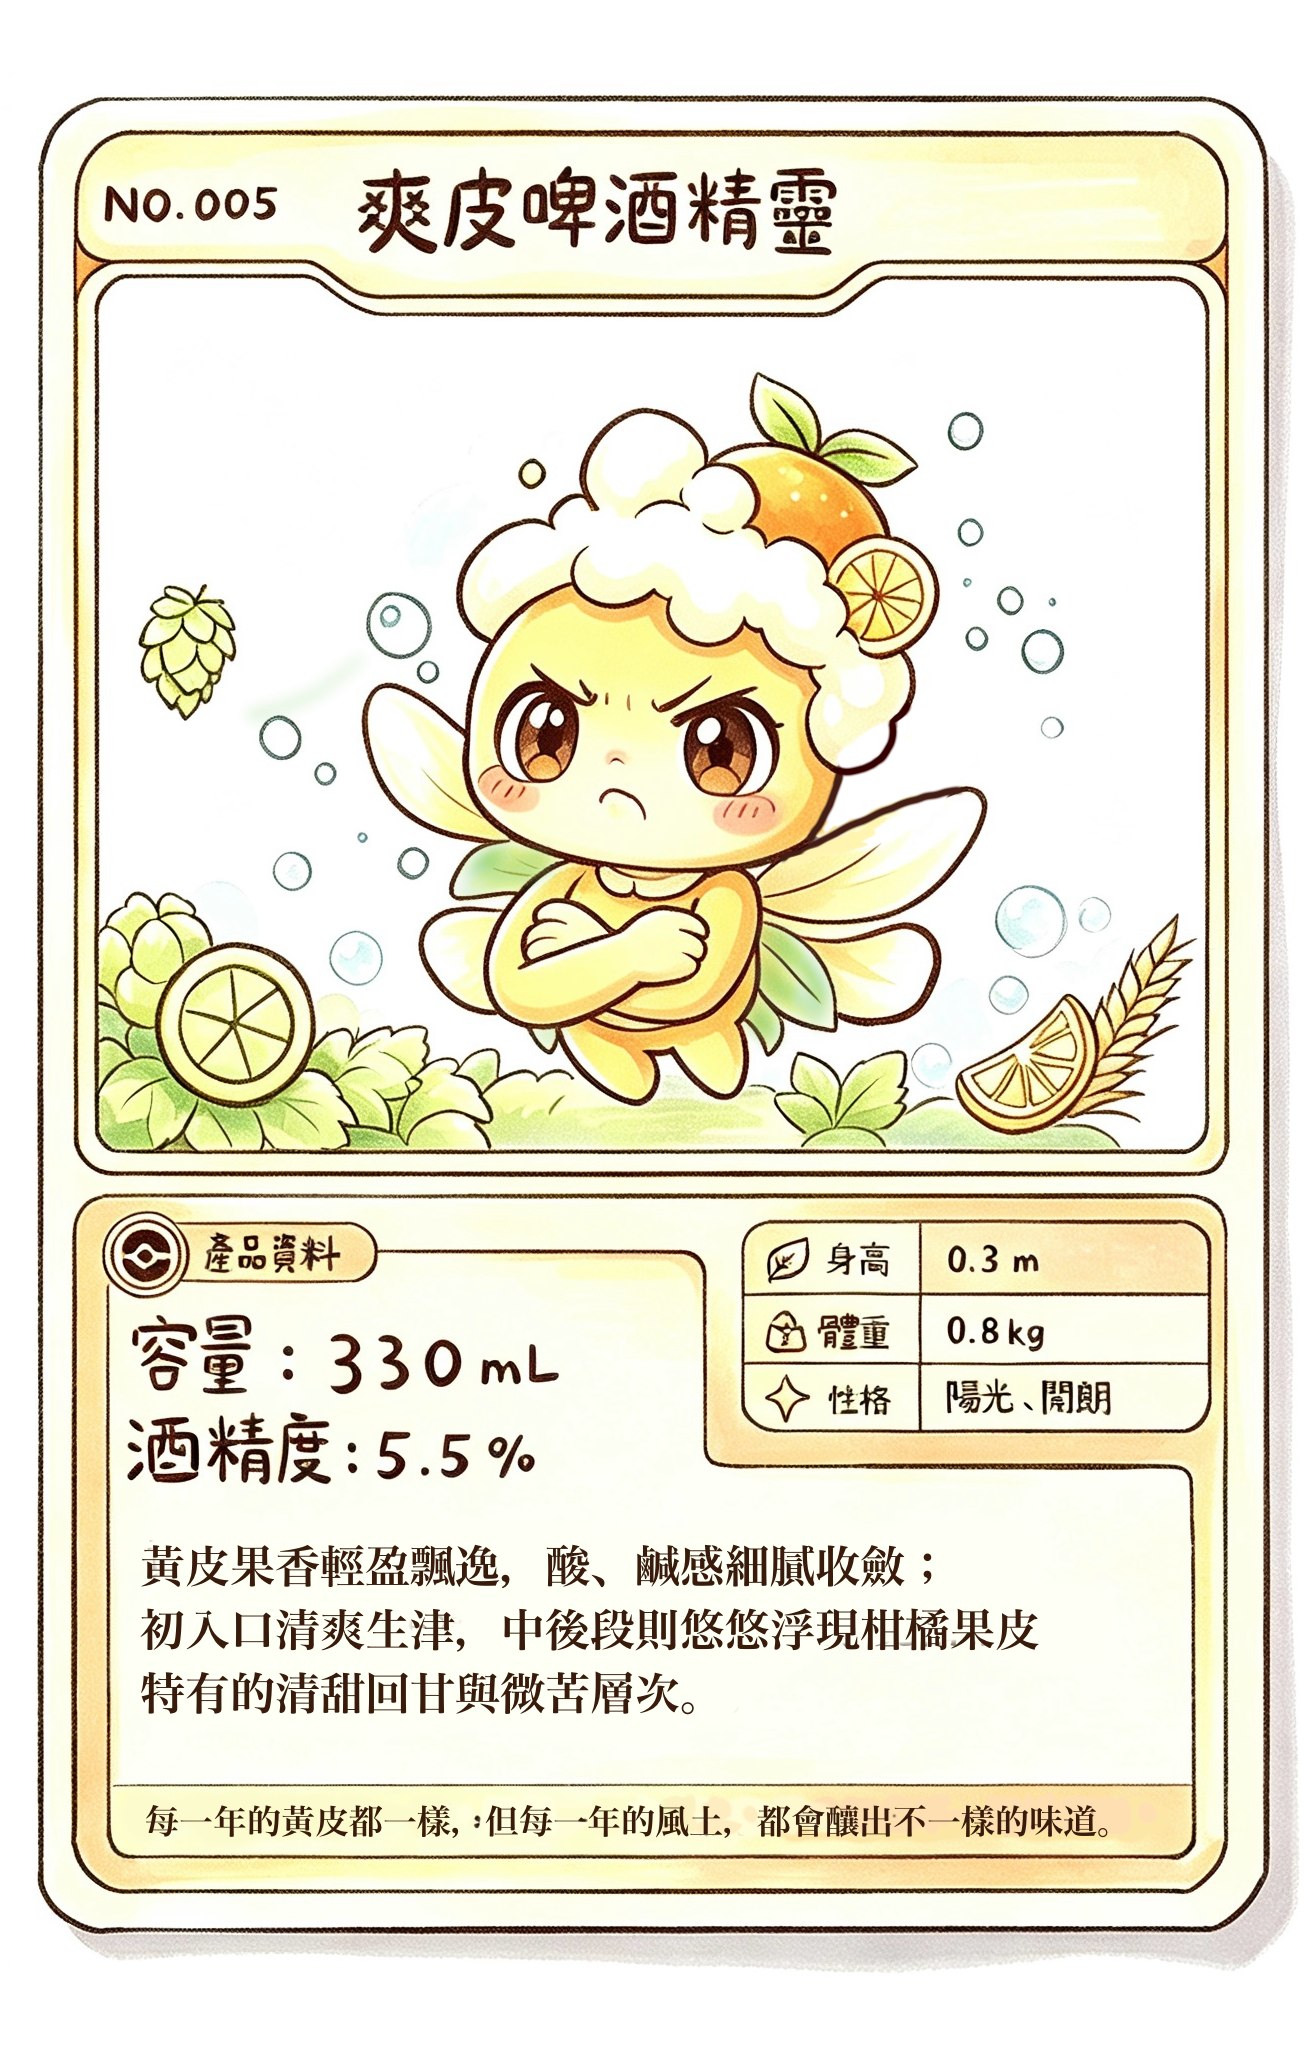 NO.005 爽皮啤酒精靈
產品資料
容量：330mL
酒精度：5.5%
身高 0.3 m
體重 0.8kg
性格 陽光、開朗
黃皮果香輕盈飄逸，酸、鹹感細膩收斂；
初入口清爽生津，中後段則悠悠浮現柑橘果皮
特有的清甜回甘與微苦層次。
每一年的黃皮都一樣，:但每一年的風土，都會釀出不一樣的味道。